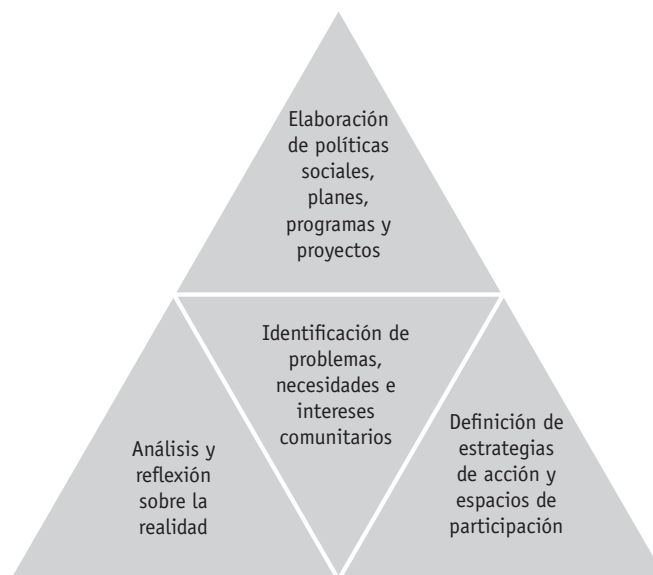 Elaboración
de políticas
sociales,
planes,
programas y
proyectos
Identificación de
problemas,
necesidades e
intereses
comunitarios
Análisis y
reflexión
sobre la
realidad
Definición de
estrategias
de acción y
espacios de
participación